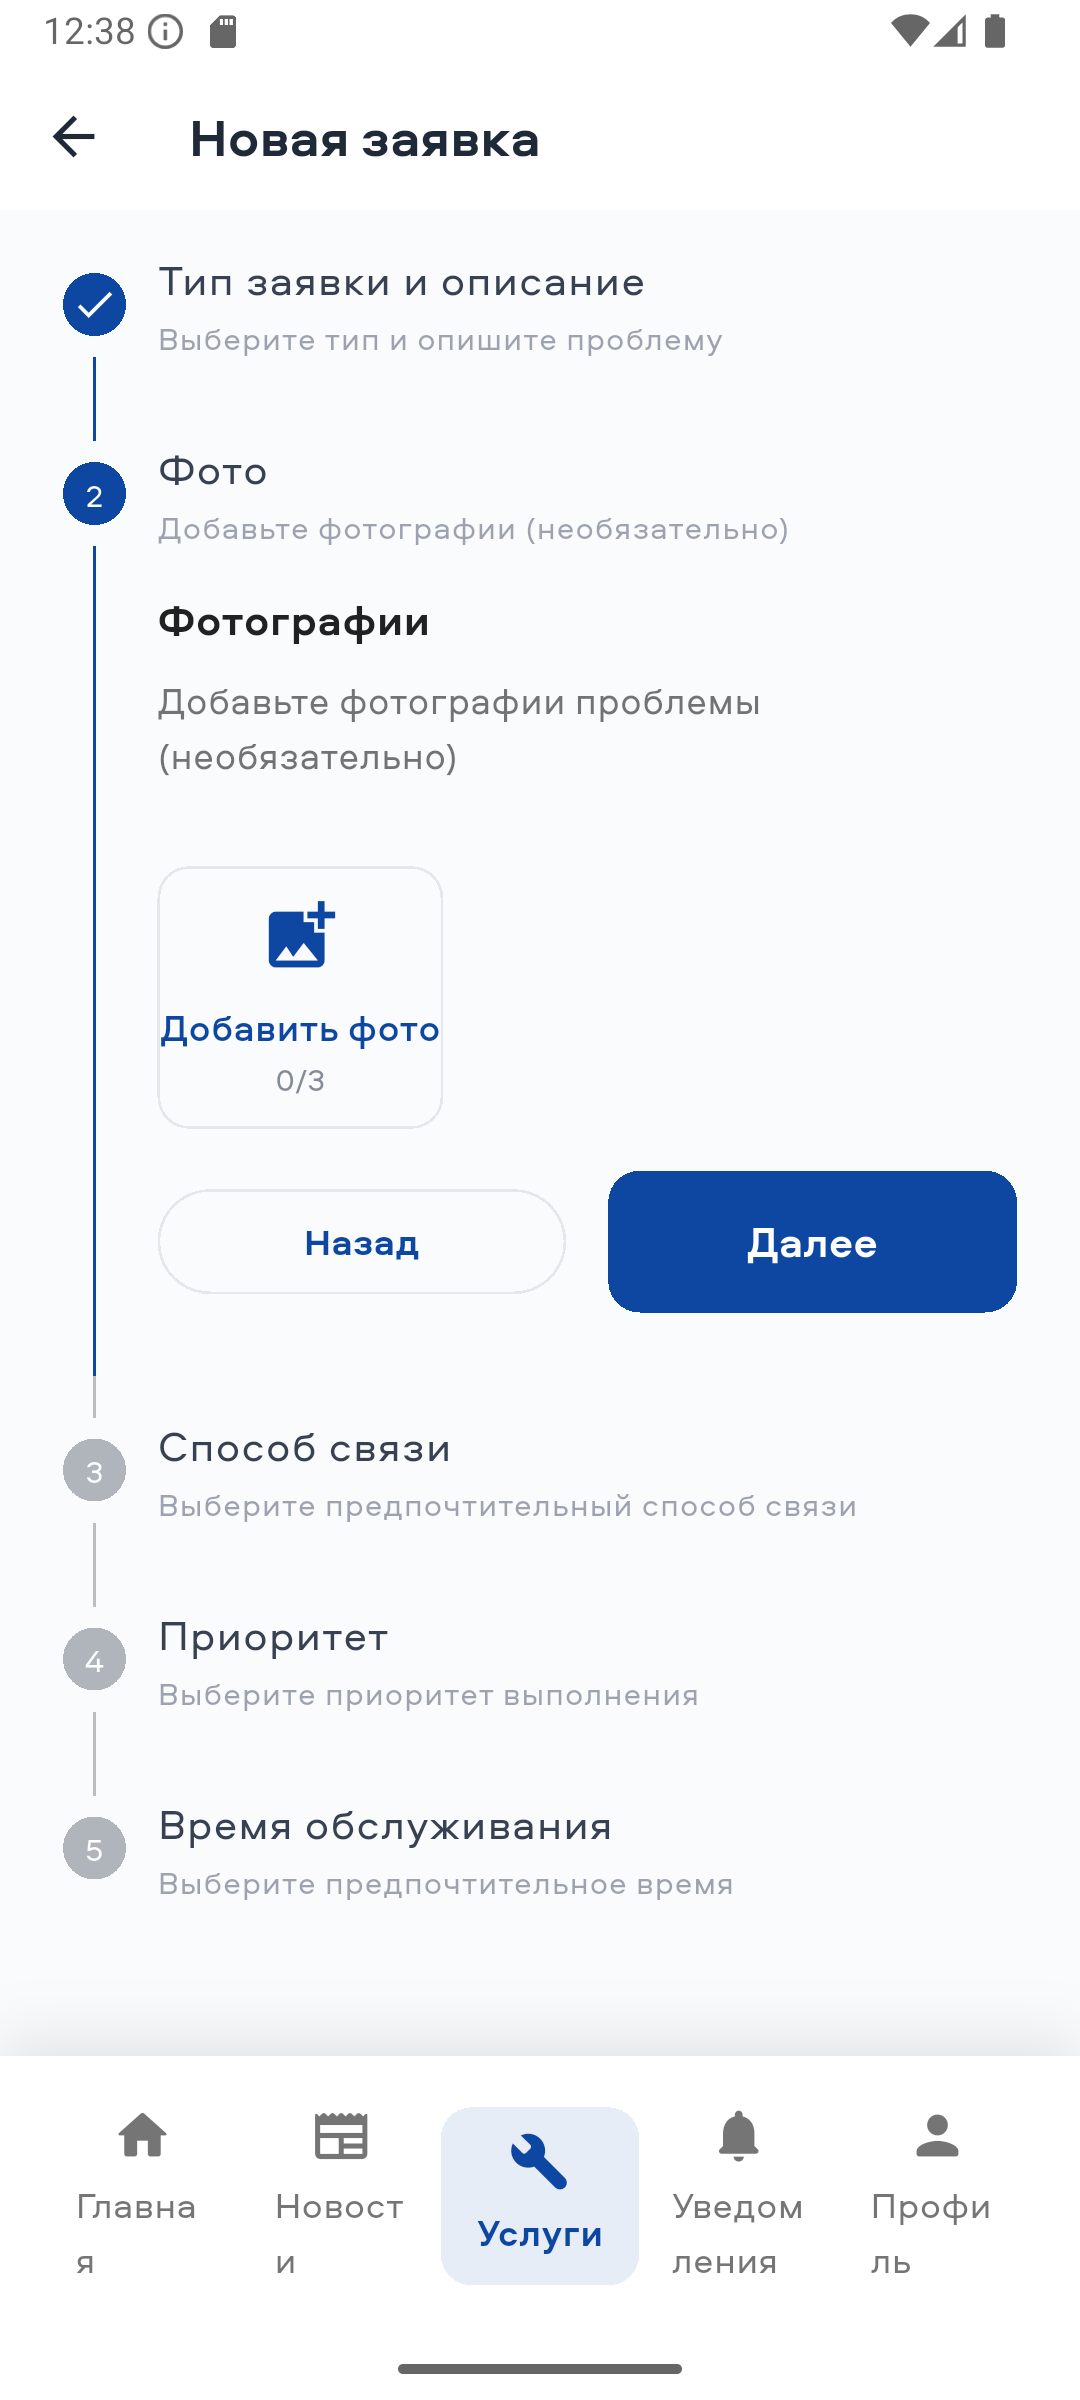 12:38
Новая заявка
Тип заявки и описание
Выберите тип и опишите проблему
2
Фото
Добавьте фотографии (необязательно)
Фотографии
Добавьте фотографии проблемы
(необязательно)
Добавить фото
0/3
Назад
Далее
3
Способ связи
Выберите предпочтительный способ связи
4
Приоритет
Выберите приоритет выполнения
5
Время обслуживания
Выберите предпочтительное время
Главна
я
Новост
и
Услуги
Уведом
ления
Профи
ль